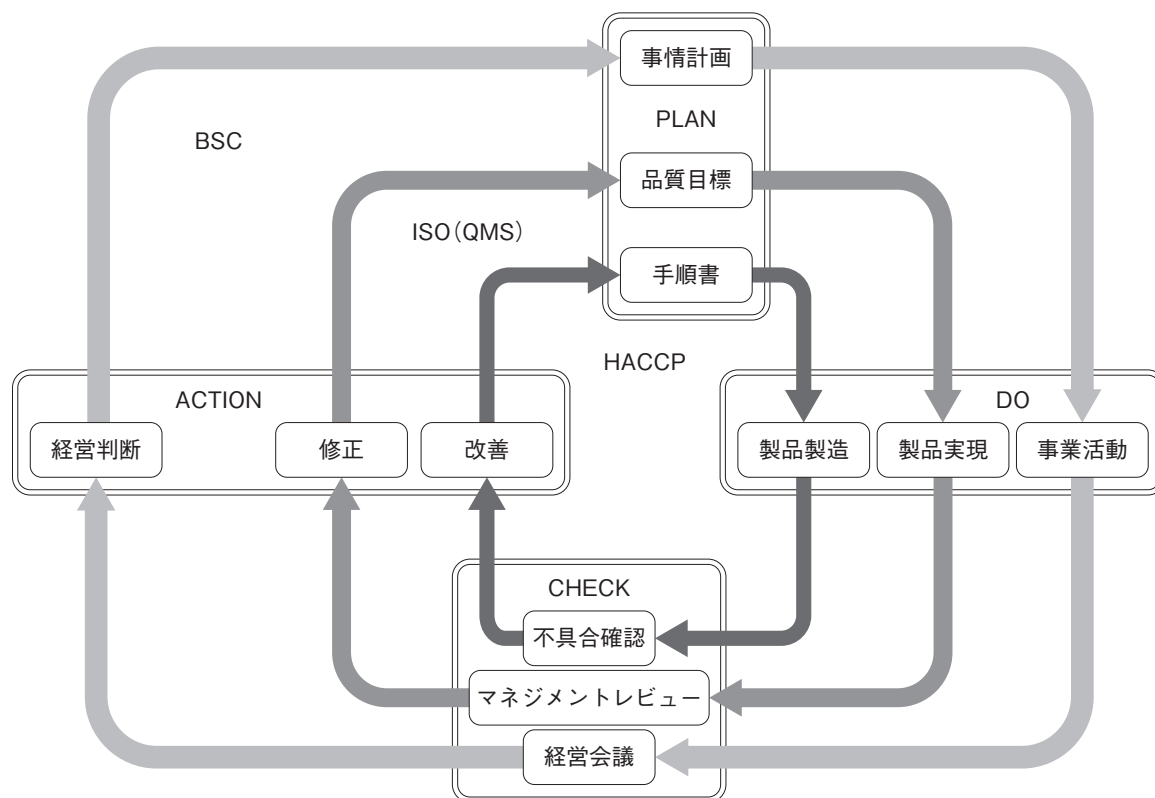 事情計画
PLAN
BSC
品質目標
ISO（QMS）
手順書
HACCP
ACTION
経営判断
修正
改善
DO
製品製造
製品実現
事業活動
CHECK
不具合確認
マネジメントレビュー
経営会議